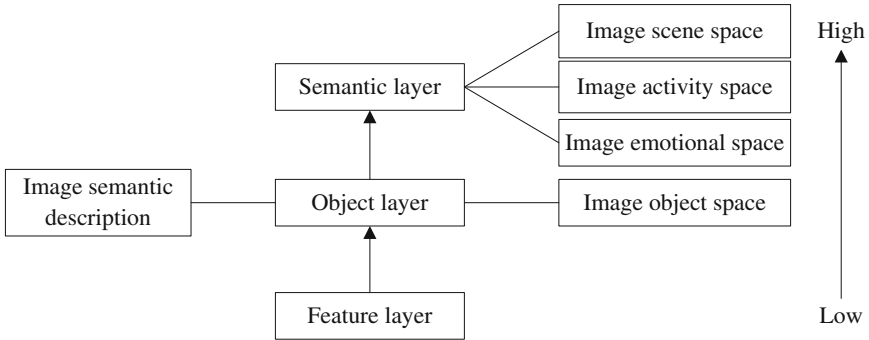 Image scene space
High
Semantic layer
Image activity space
Image emotional space
Image semantic
description
Object layer
Image object space
Feature layer
Low